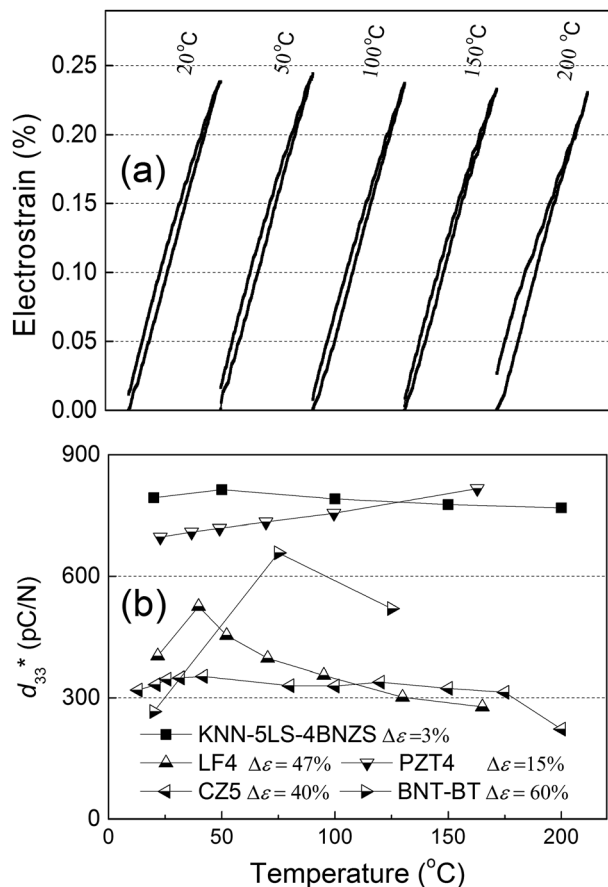 20°C 50°C 100°C 150°C 200°C
0.25
0.20
0.15
0.10
0.05
0.00
Electrostrain (%)
(a)
900
600
300
0
d33* (pC/N)
(b)
KNN-5LS-4BNZS Δε=3%
LF4 Δε = 47% PZT4 Δε=15%
CZ5 Δε = 40% BNT-BT Δε = 60%
0 50 100 150 200
Temperature (°C)